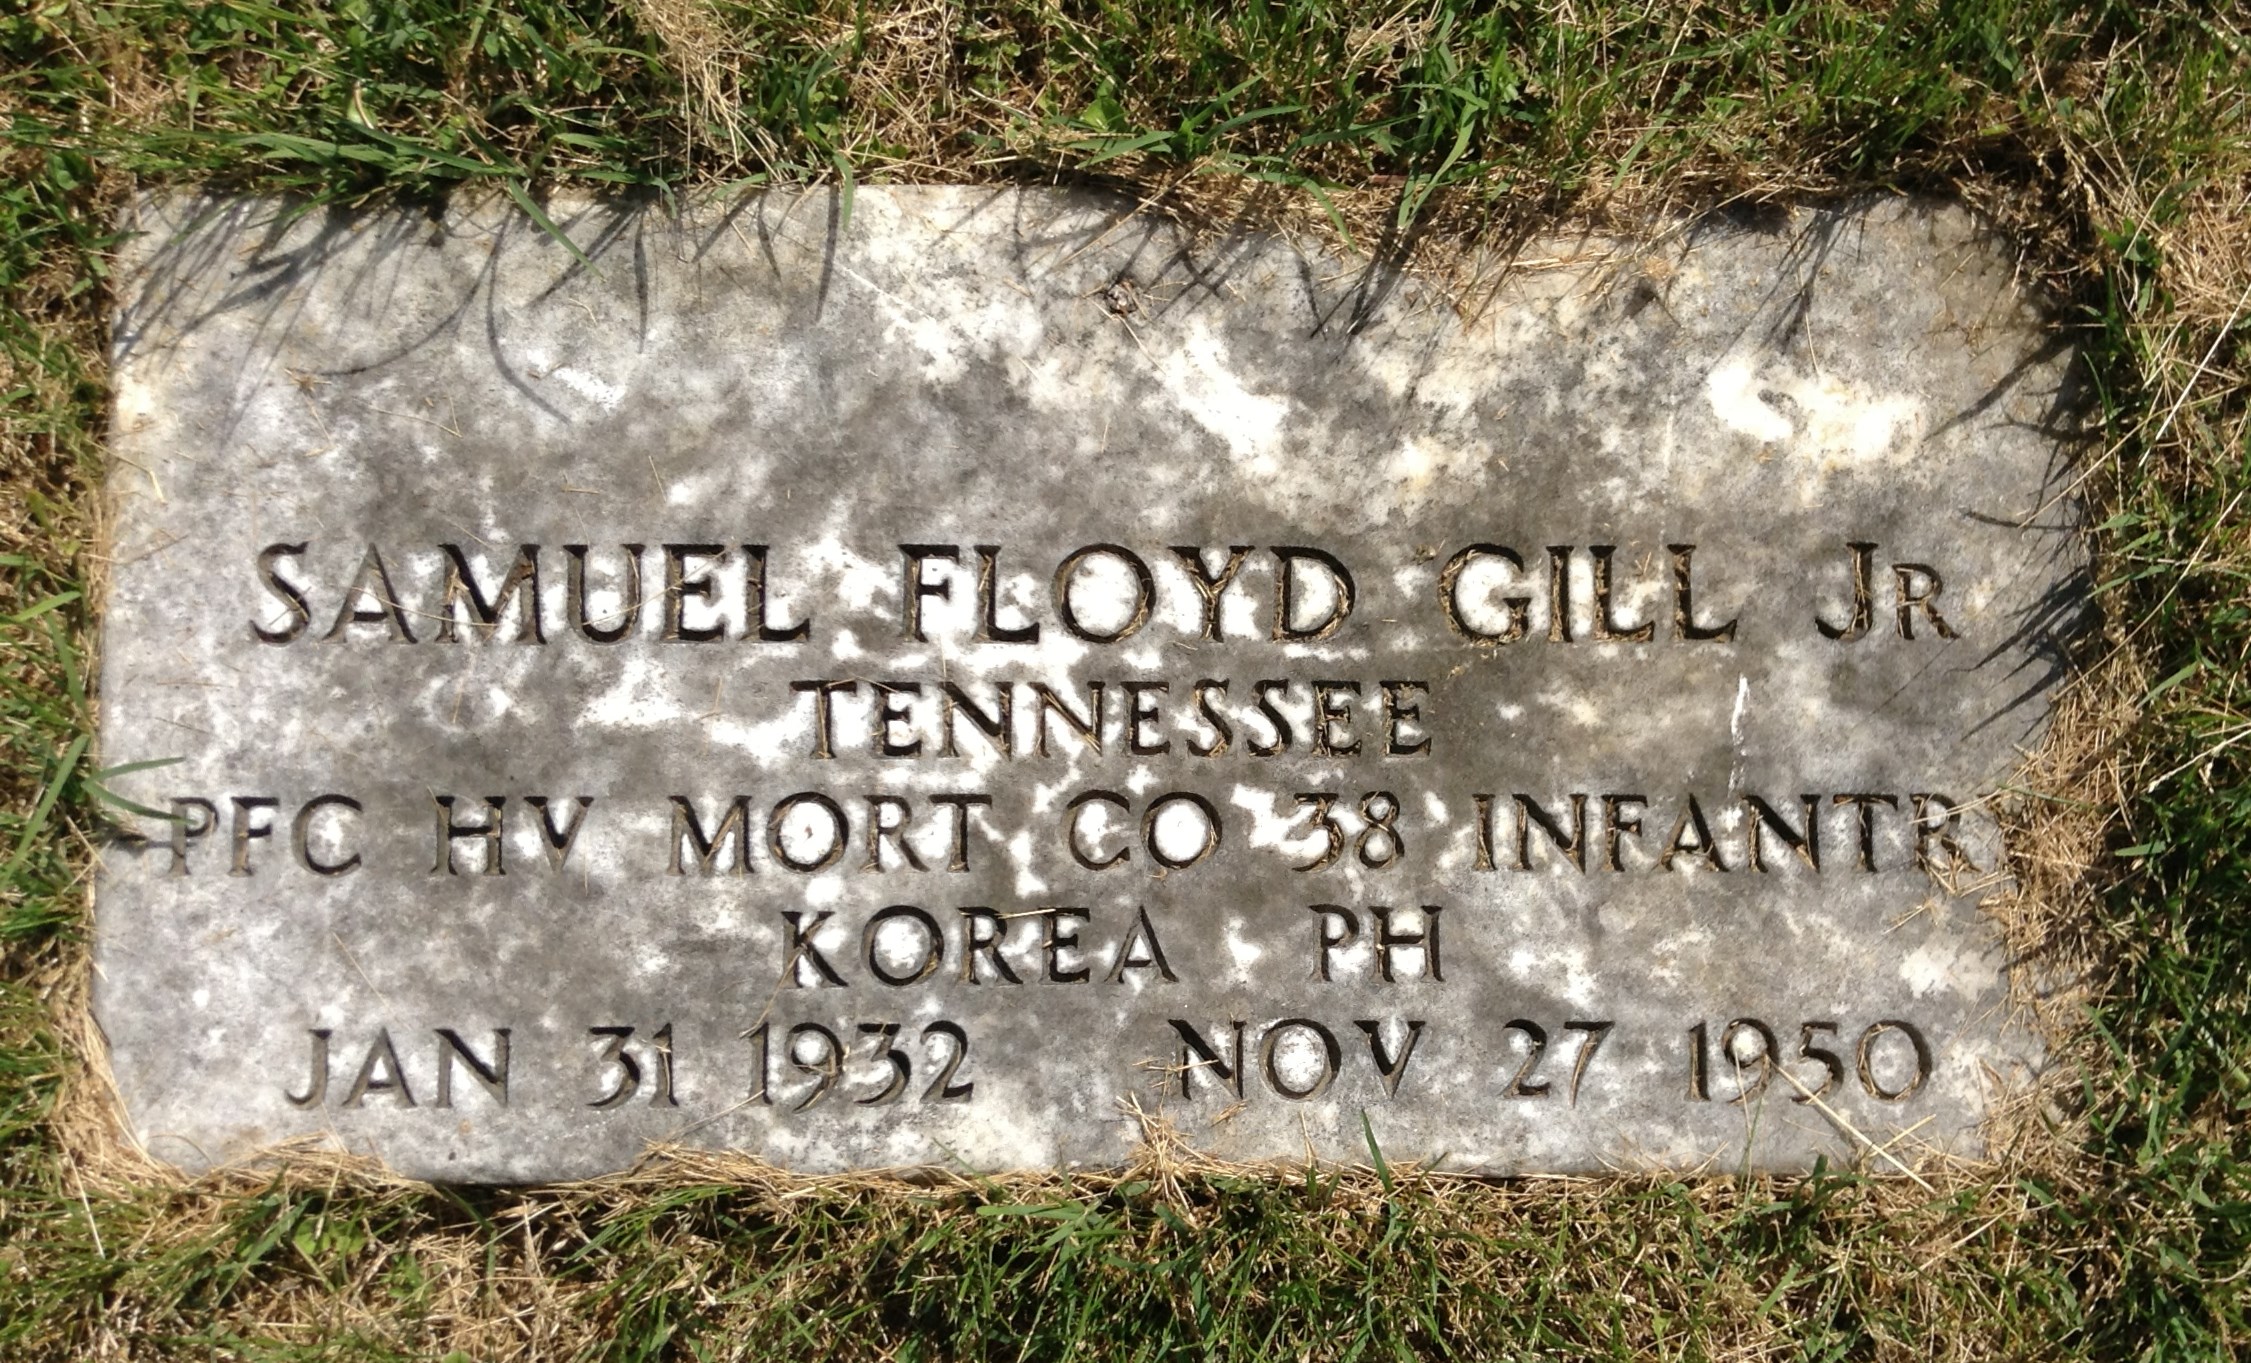 SAMUEL FLOYD GILL JR
TENNESSEE
PFC HV MORT CO 38 INFANTR
KOREA PH
JAN 31 1932 NOV 27 1950